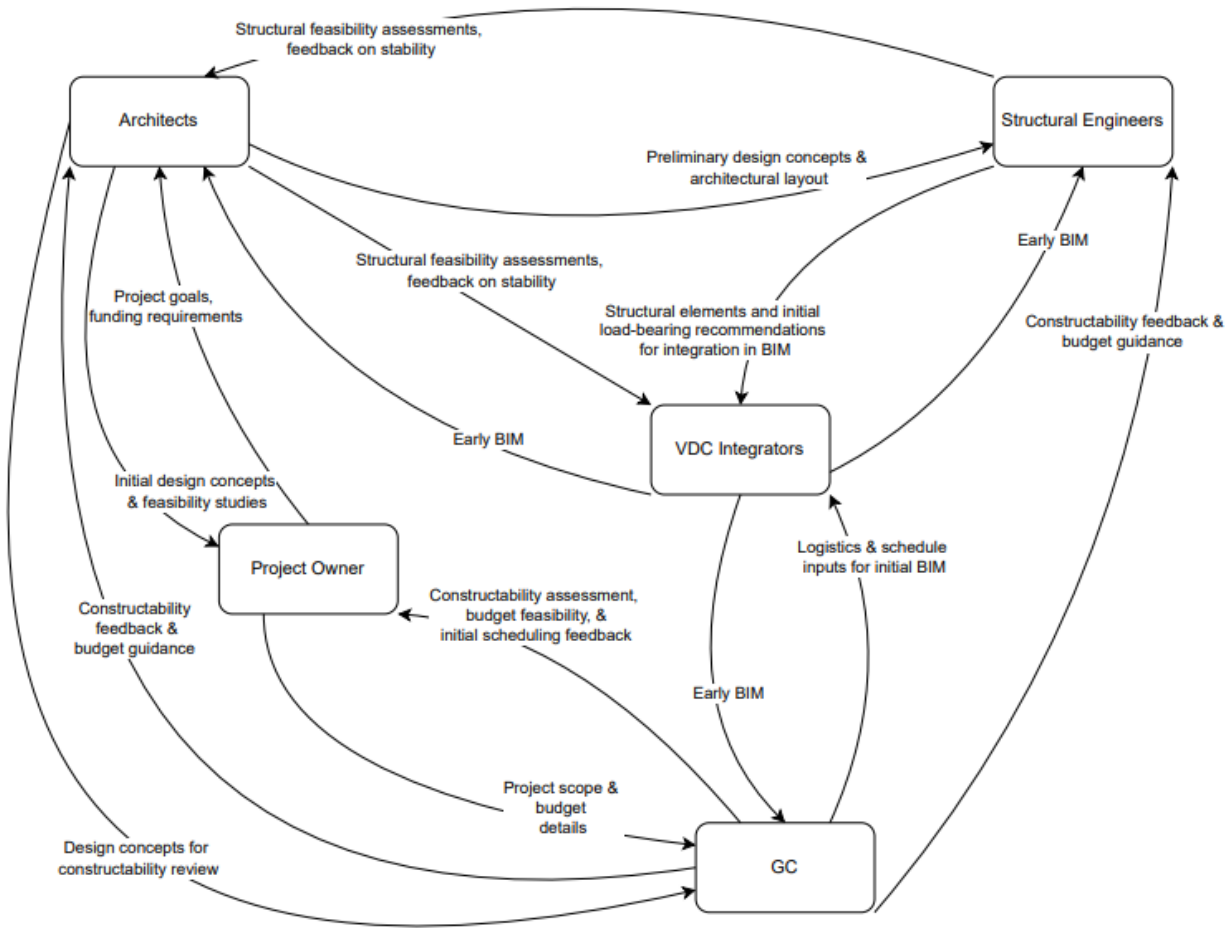 Structural feasibility assessments,
feedback on stability
Architects
Structural Engineers
Preliminary design concepts &
architectural layout
Early BIM
Structural feasibility assessments,
feedback on stability
Project goals,
funding requirements
Structural elements and initial
load-bearing recommendations
for integration in BIM
Constructability feedback &
budget guidance
Early BIM
VDC Integrators
Initial design concepts
& feasibility studies
Project Owner
Logistics & schedule
inputs for initial BIM
Constructability
feedback &
budget guidance
Constructability assessment,
budget feasibility, &
initial scheduling feedback
Early BIM
Project scope &
budget
details
Design concepts for
constructability review
GC